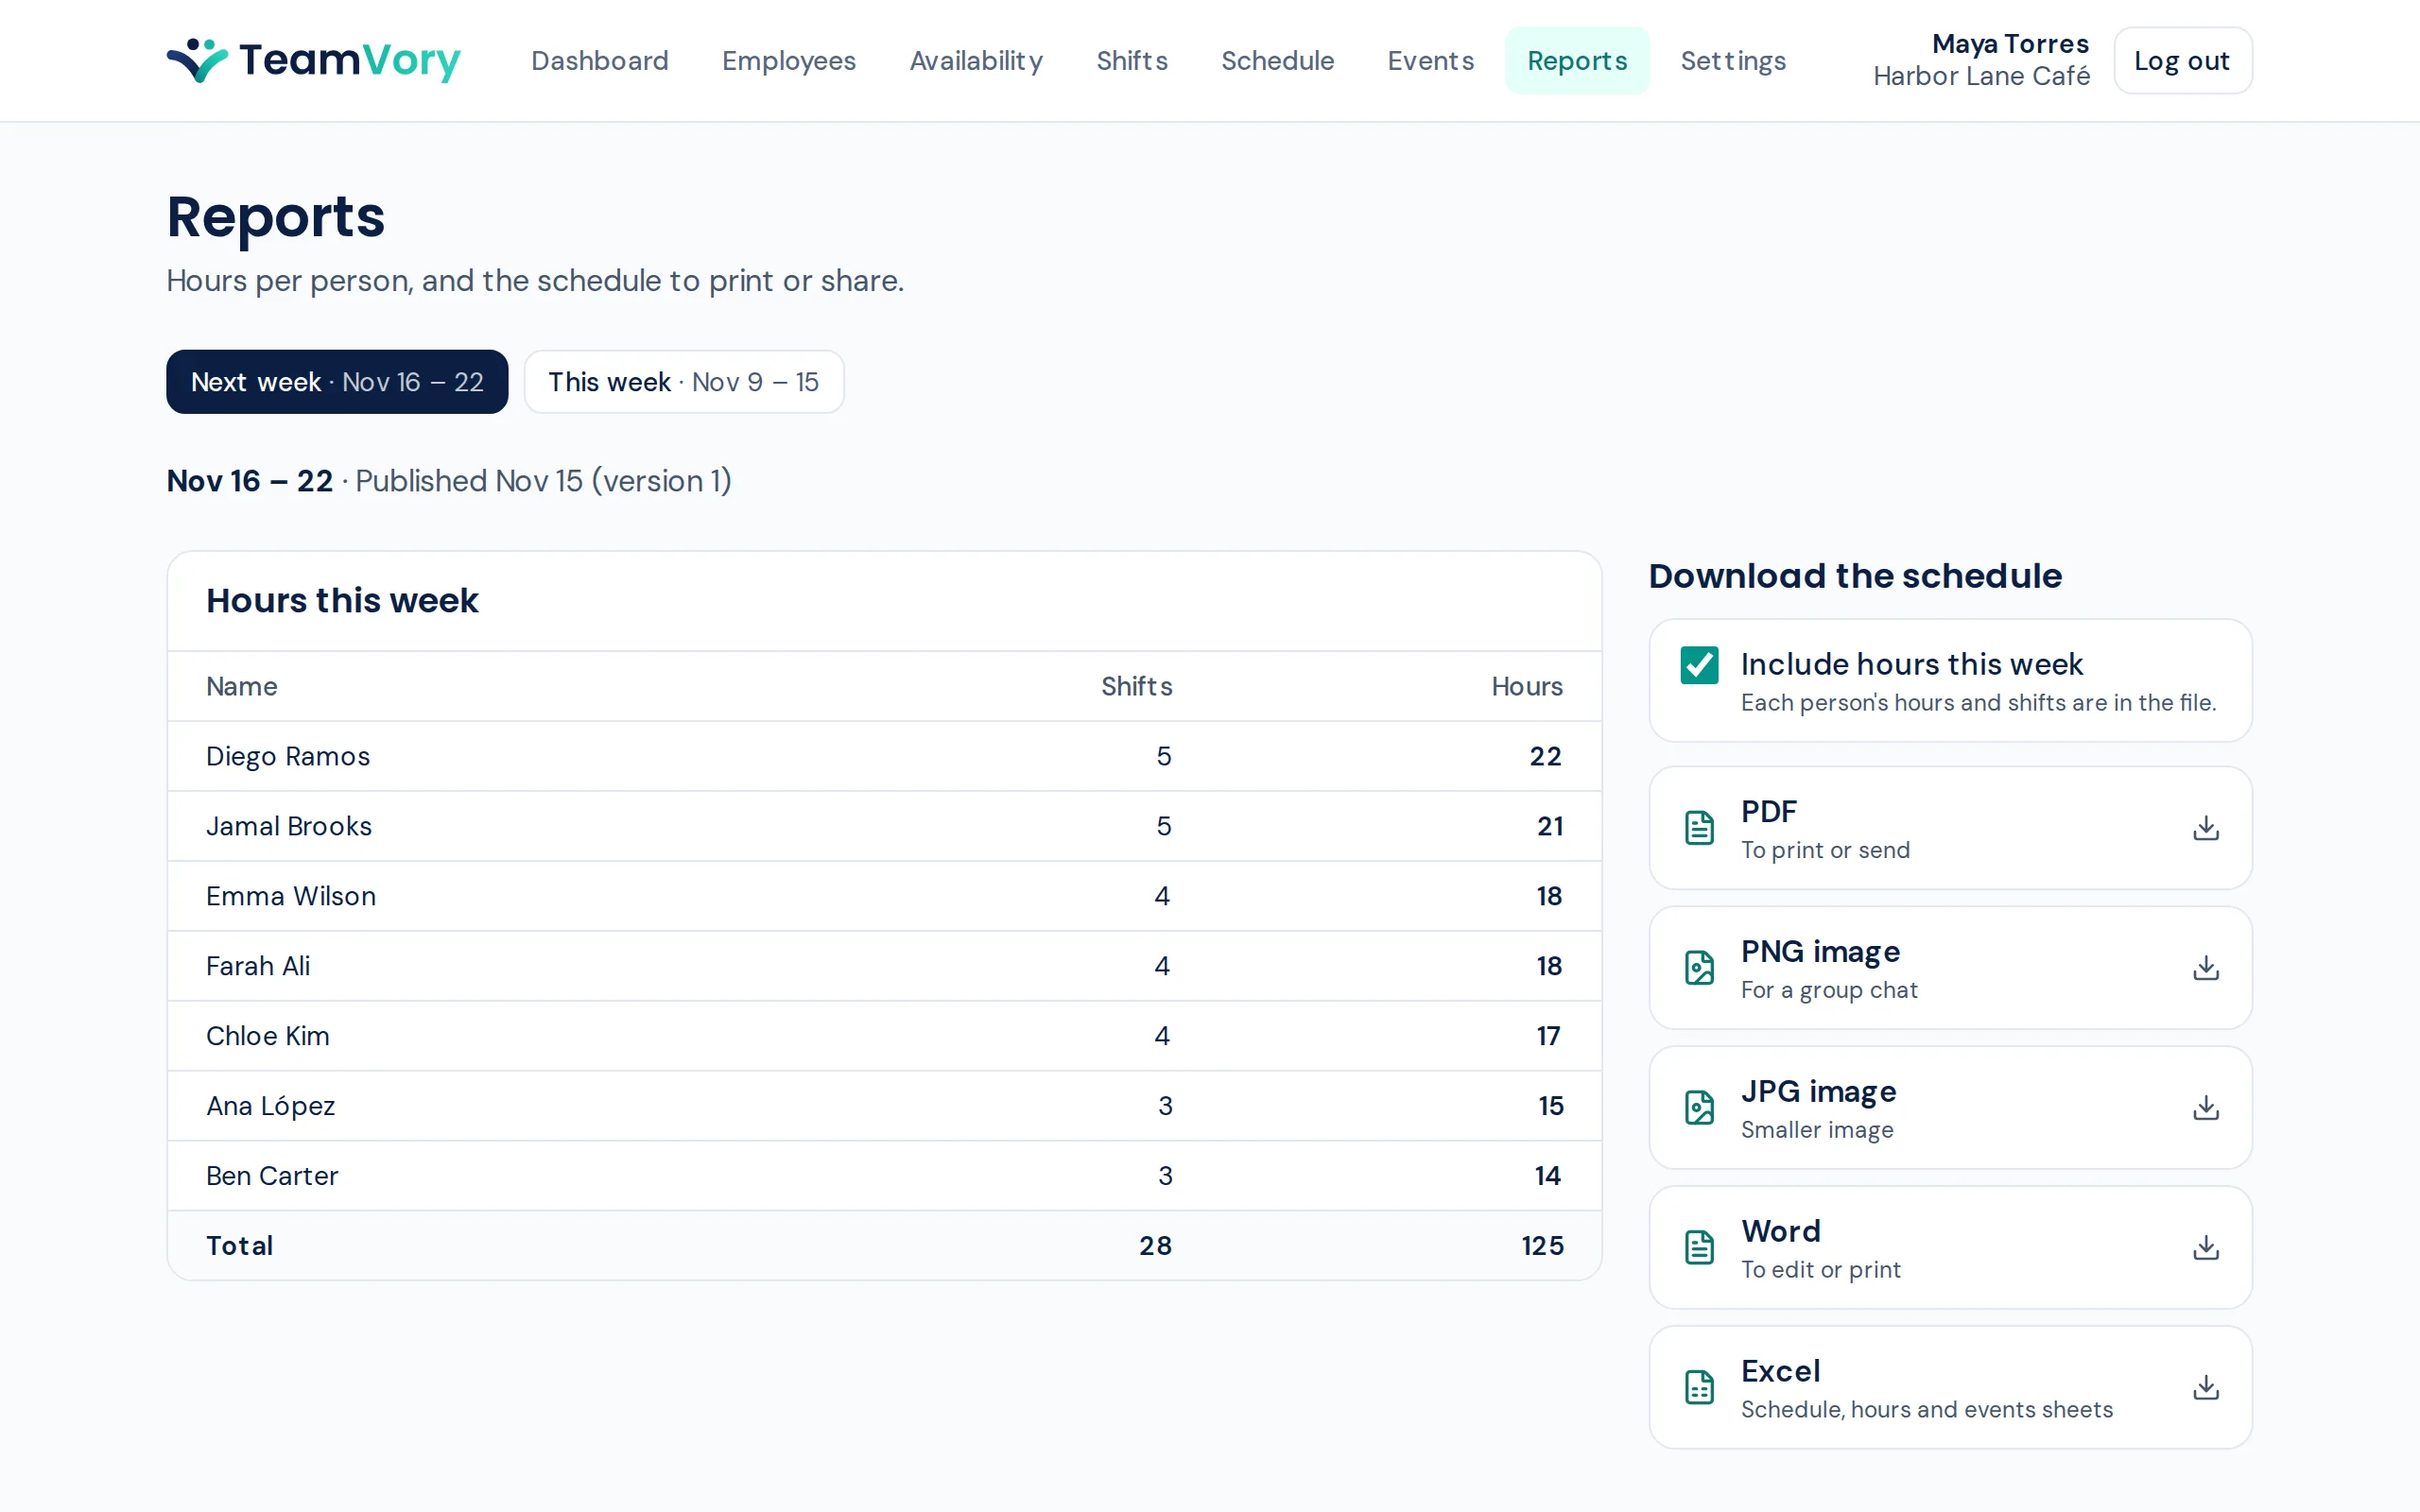 TeamVory
Dashboard
Employees
Availability
Shifts
Schedule
Events
Reports
Settings
Maya Torres
Harbor Lane Café
Log out
Reports
Hours per person, and the schedule to print or share.
Next week · Nov 16 – 22
This week · Nov 9 – 15
Nov 16 – 22 · Published Nov 15 (version 1)
Hours this week
Name Shifts Hours
Diego Ramos 5 22
Jamal Brooks 5 21
Emma Wilson 4 18
Farah Ali 4 18
Chloe Kim 4 17
Ana López 3 15
Ben Carter 3 14
Total 28 125
Download the schedule
Include hours this week
Each person's hours and shifts are in the file.
PDF
To print or send
PNG image
For a group chat
JPG image
Smaller image
Word
To edit or print
Excel
Schedule, hours and events sheets